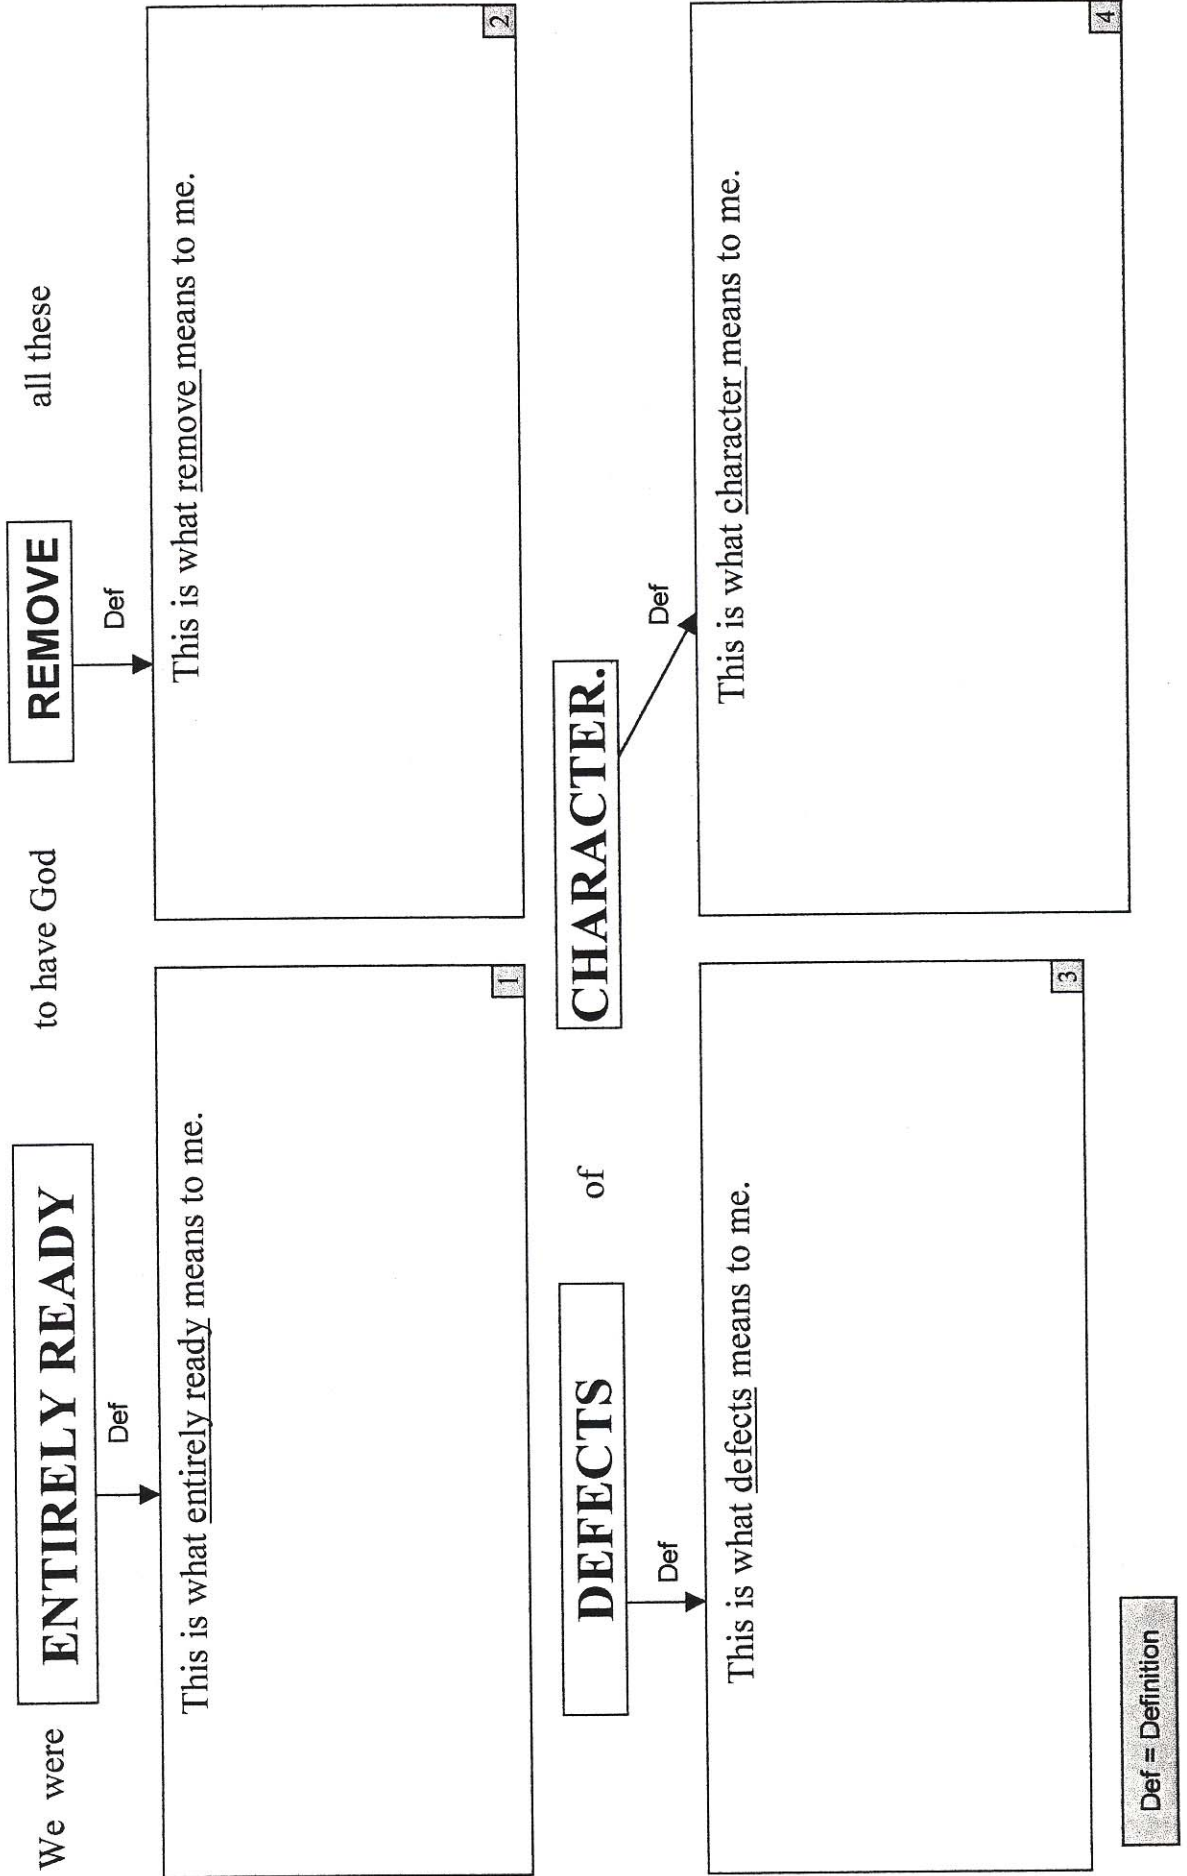 We were ENTIRELY READY to have God REMOVE all these
Def
Def
This is what entirely ready means to me.
1
This is what remove means to me.
2
DEFECTS of CHARACTER.
Def
Def
This is what defects means to me.
3
This is what character means to me.
4
Def = Definition